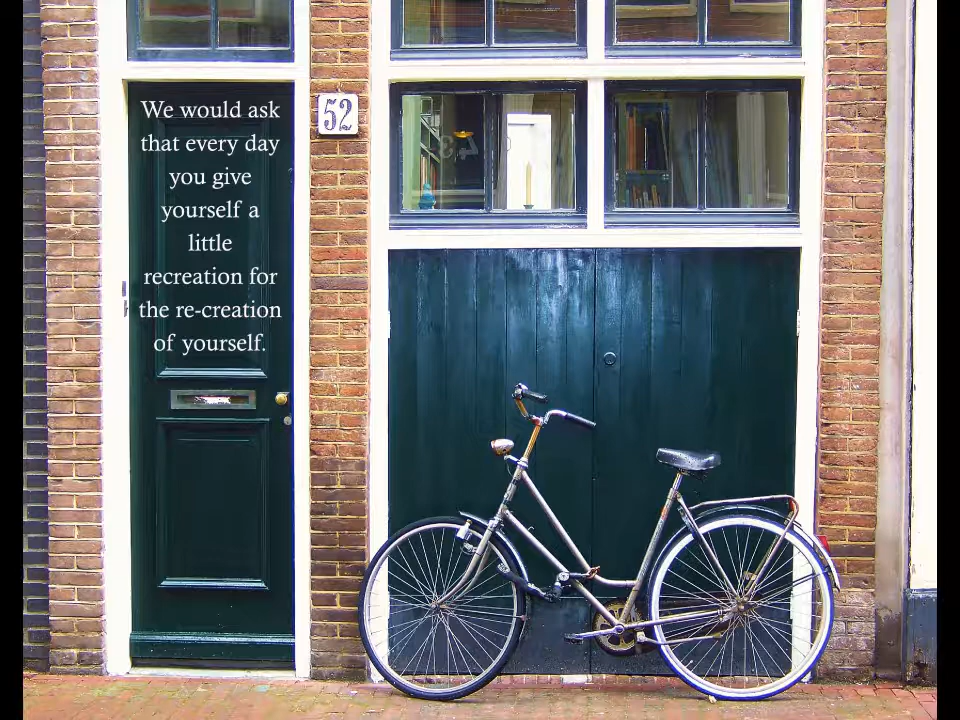 We would ask
that every day
you give
yourself a
little
recreation for
the re-creation
of yourself.
52